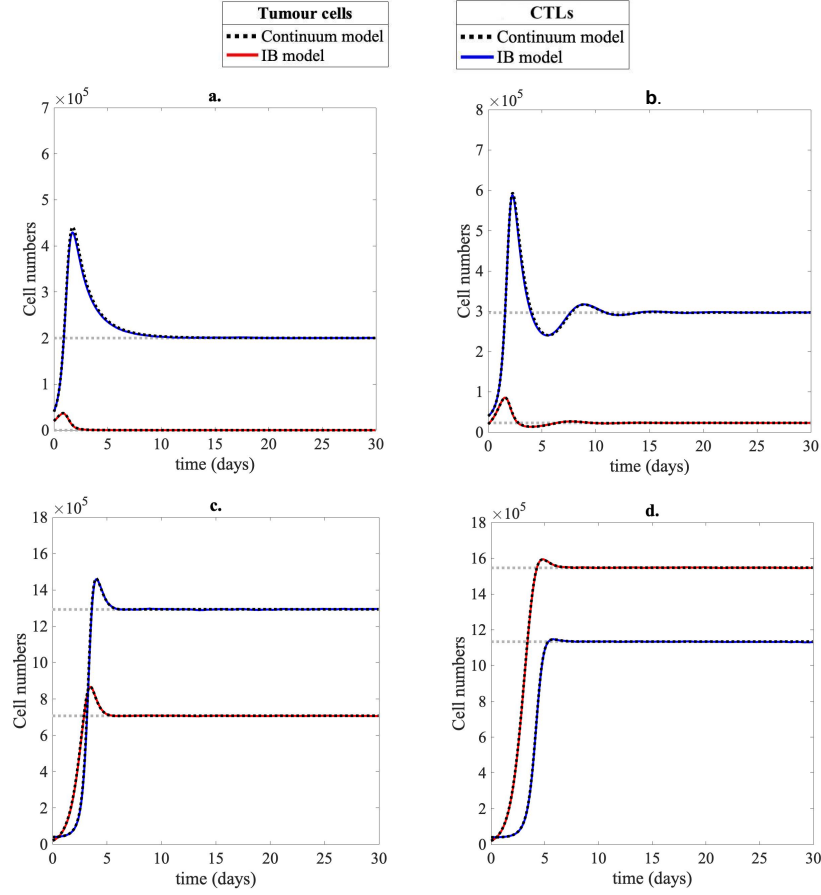 Tumour cells
Continuum model
IB model
CTLs
Continuum model
IB model
a.
×10⁵
7
6
5
4
3
2
1
0
Cell numbers
0 5 10 15 20 25 30
time (days)
b.
×10⁵
8
7
6
5
4
3
2
1
0
Cell numbers
0 5 10 15 20 25 30
time (days)
c.
×10⁵
18
16
14
12
10
8
6
4
2
0
Cell numbers
0 5 10 15 20 25 30
time (days)
d.
×10⁵
18
16
14
12
10
8
6
4
2
0
Cell numbers
0 5 10 15 20 25 30
time (days)